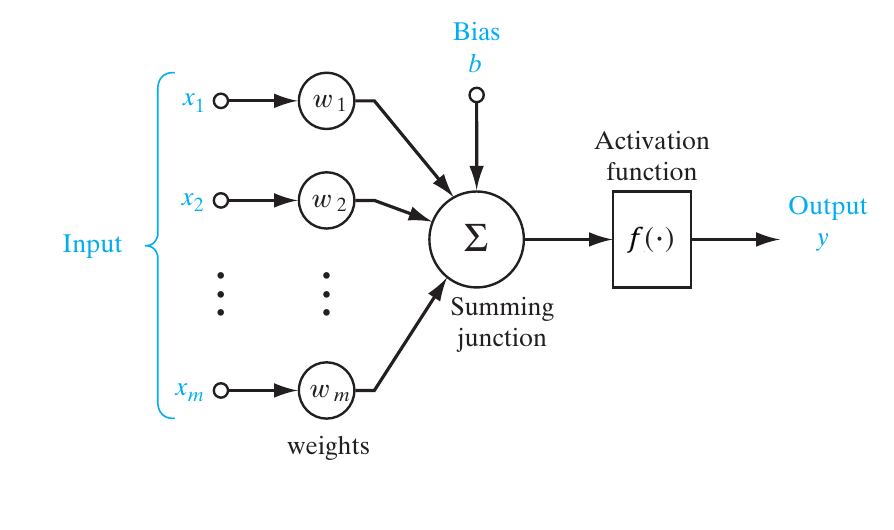 Bias
b
x1
w1
Activation
function
x2
w2
Output
Input
Σ
f(·)
y
Summing
junction
xm
wm
weights